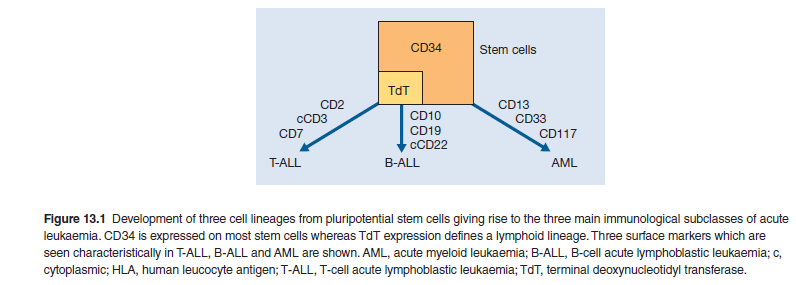 CD34
Stem cells
TdT
CD2
cCD3
CD7
CD10
CD19
cCD22
CD13
CD33
CD117
T-ALL
B-ALL
AML
Figure 13.1 Development of three cell lineages from pluripotential stem cells giving rise to the three main immunological subclasses of acute
leukaemia. CD34 is expressed on most stem cells whereas TdT expression defines a lymphoid lineage. Three surface markers which are
seen characteristically in T-ALL, B-ALL and AML are shown. AML, acute myeloid leukaemia; B-ALL, B-cell acute lymphoblastic leukaemia; c,
cytoplasmic; HLA, human leucocyte antigen; T-ALL, T-cell acute lymphoblastic leukaemia; TdT, terminal deoxynucleotidyl transferase.